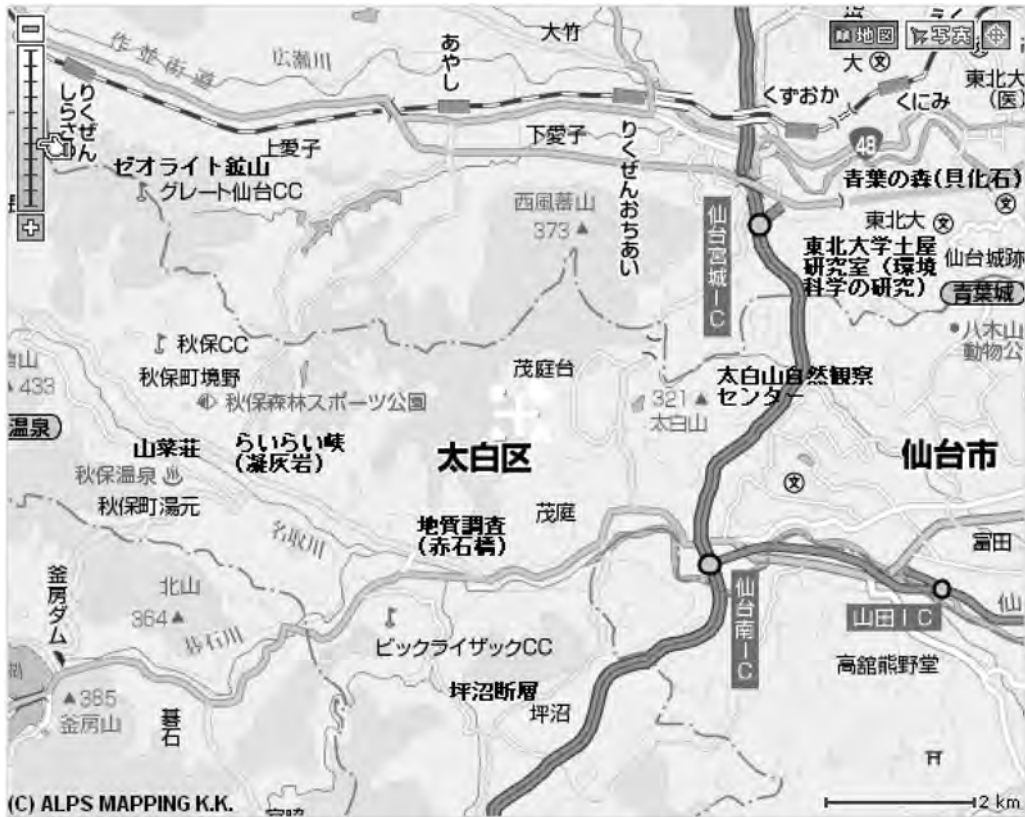 大竹
地図
写真
あやし
作並街道
広瀬川
大
東北大
(医)
りくぜん
しらさわ
くずおか
くにみ
上愛子
下愛子
48
ゼオライト鉱山
グレート仙台CC
りくぜんおちあい
青葉の森(貝化石)
西風蕃山
373
仙台宮城IC
東北大
東北大学土屋
研究室（環境
科学の研究）
仙台城跡
青葉城
八木山
動物公
秋保CC
茂庭台
秋保町境野
433
秋保森林スポーツ公園
太白山自然観察
センター
321
太白山
温泉
山菜荘
らいらい峡
(凝灰岩)
太白区
仙台市
秋保温泉
秋保町湯元
名取川
地質調査
(赤石橋)
茂庭
富田
釜房ダム
北山
364
碁石川
仙台南IC
山田IC
仙
ビックライザックCC
高舘熊野堂
385
釜房山
碁石
坪沼断層
坪沼
(C) ALPS MAPPING K.K.
2 km